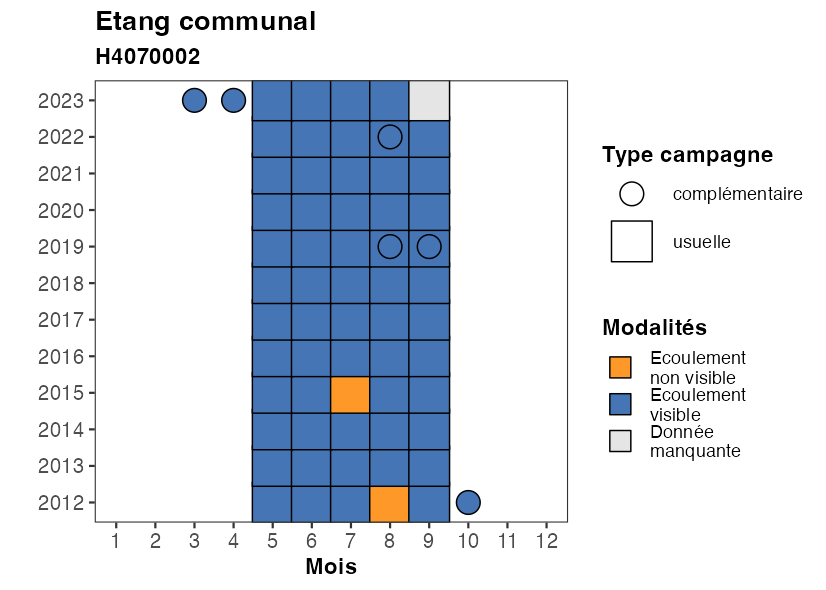 Etang communal
H4070002
2023
2022
2021
2020
2019
2018
2017
2016
2015
2014
2013
2012
1 2 3 4 5 6 7 8 9 10 11 12
Mois
Type campagne
complémentaire
usuelle
Modalités
Ecoulement
non visible
Ecoulement
visible
Donnée
manquante